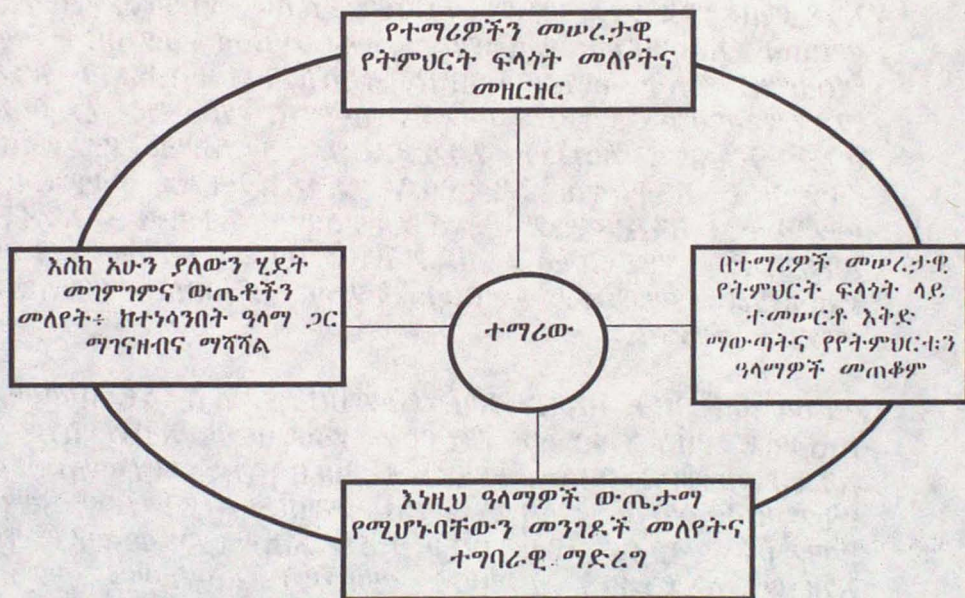 የተማሪዎችን መሠረታዊ
የትምህርት ፍላጎት መለየትና
መዘርዘር
እስከ አሁን ያለውን ሂደት
መገምገምና ውጤቶችን
መለየት፥ ከተነሳንበት ዓላማ ጋር
ማገናዘብና ማሻሻል
ተማሪው
በተማሪዎች መሠረታዊ
የትምህርት ፍላጎት ላይ
ተመሠርቶ እቅድ
ማውጣትና የየትምህርቱን
ዓላማዎች መጠቆም
እነዚህ ዓላማዎች ውጤታማ
የሚሆኑባቸውን መንገዶች መለየትና
ተግባራዊ ማድረግ